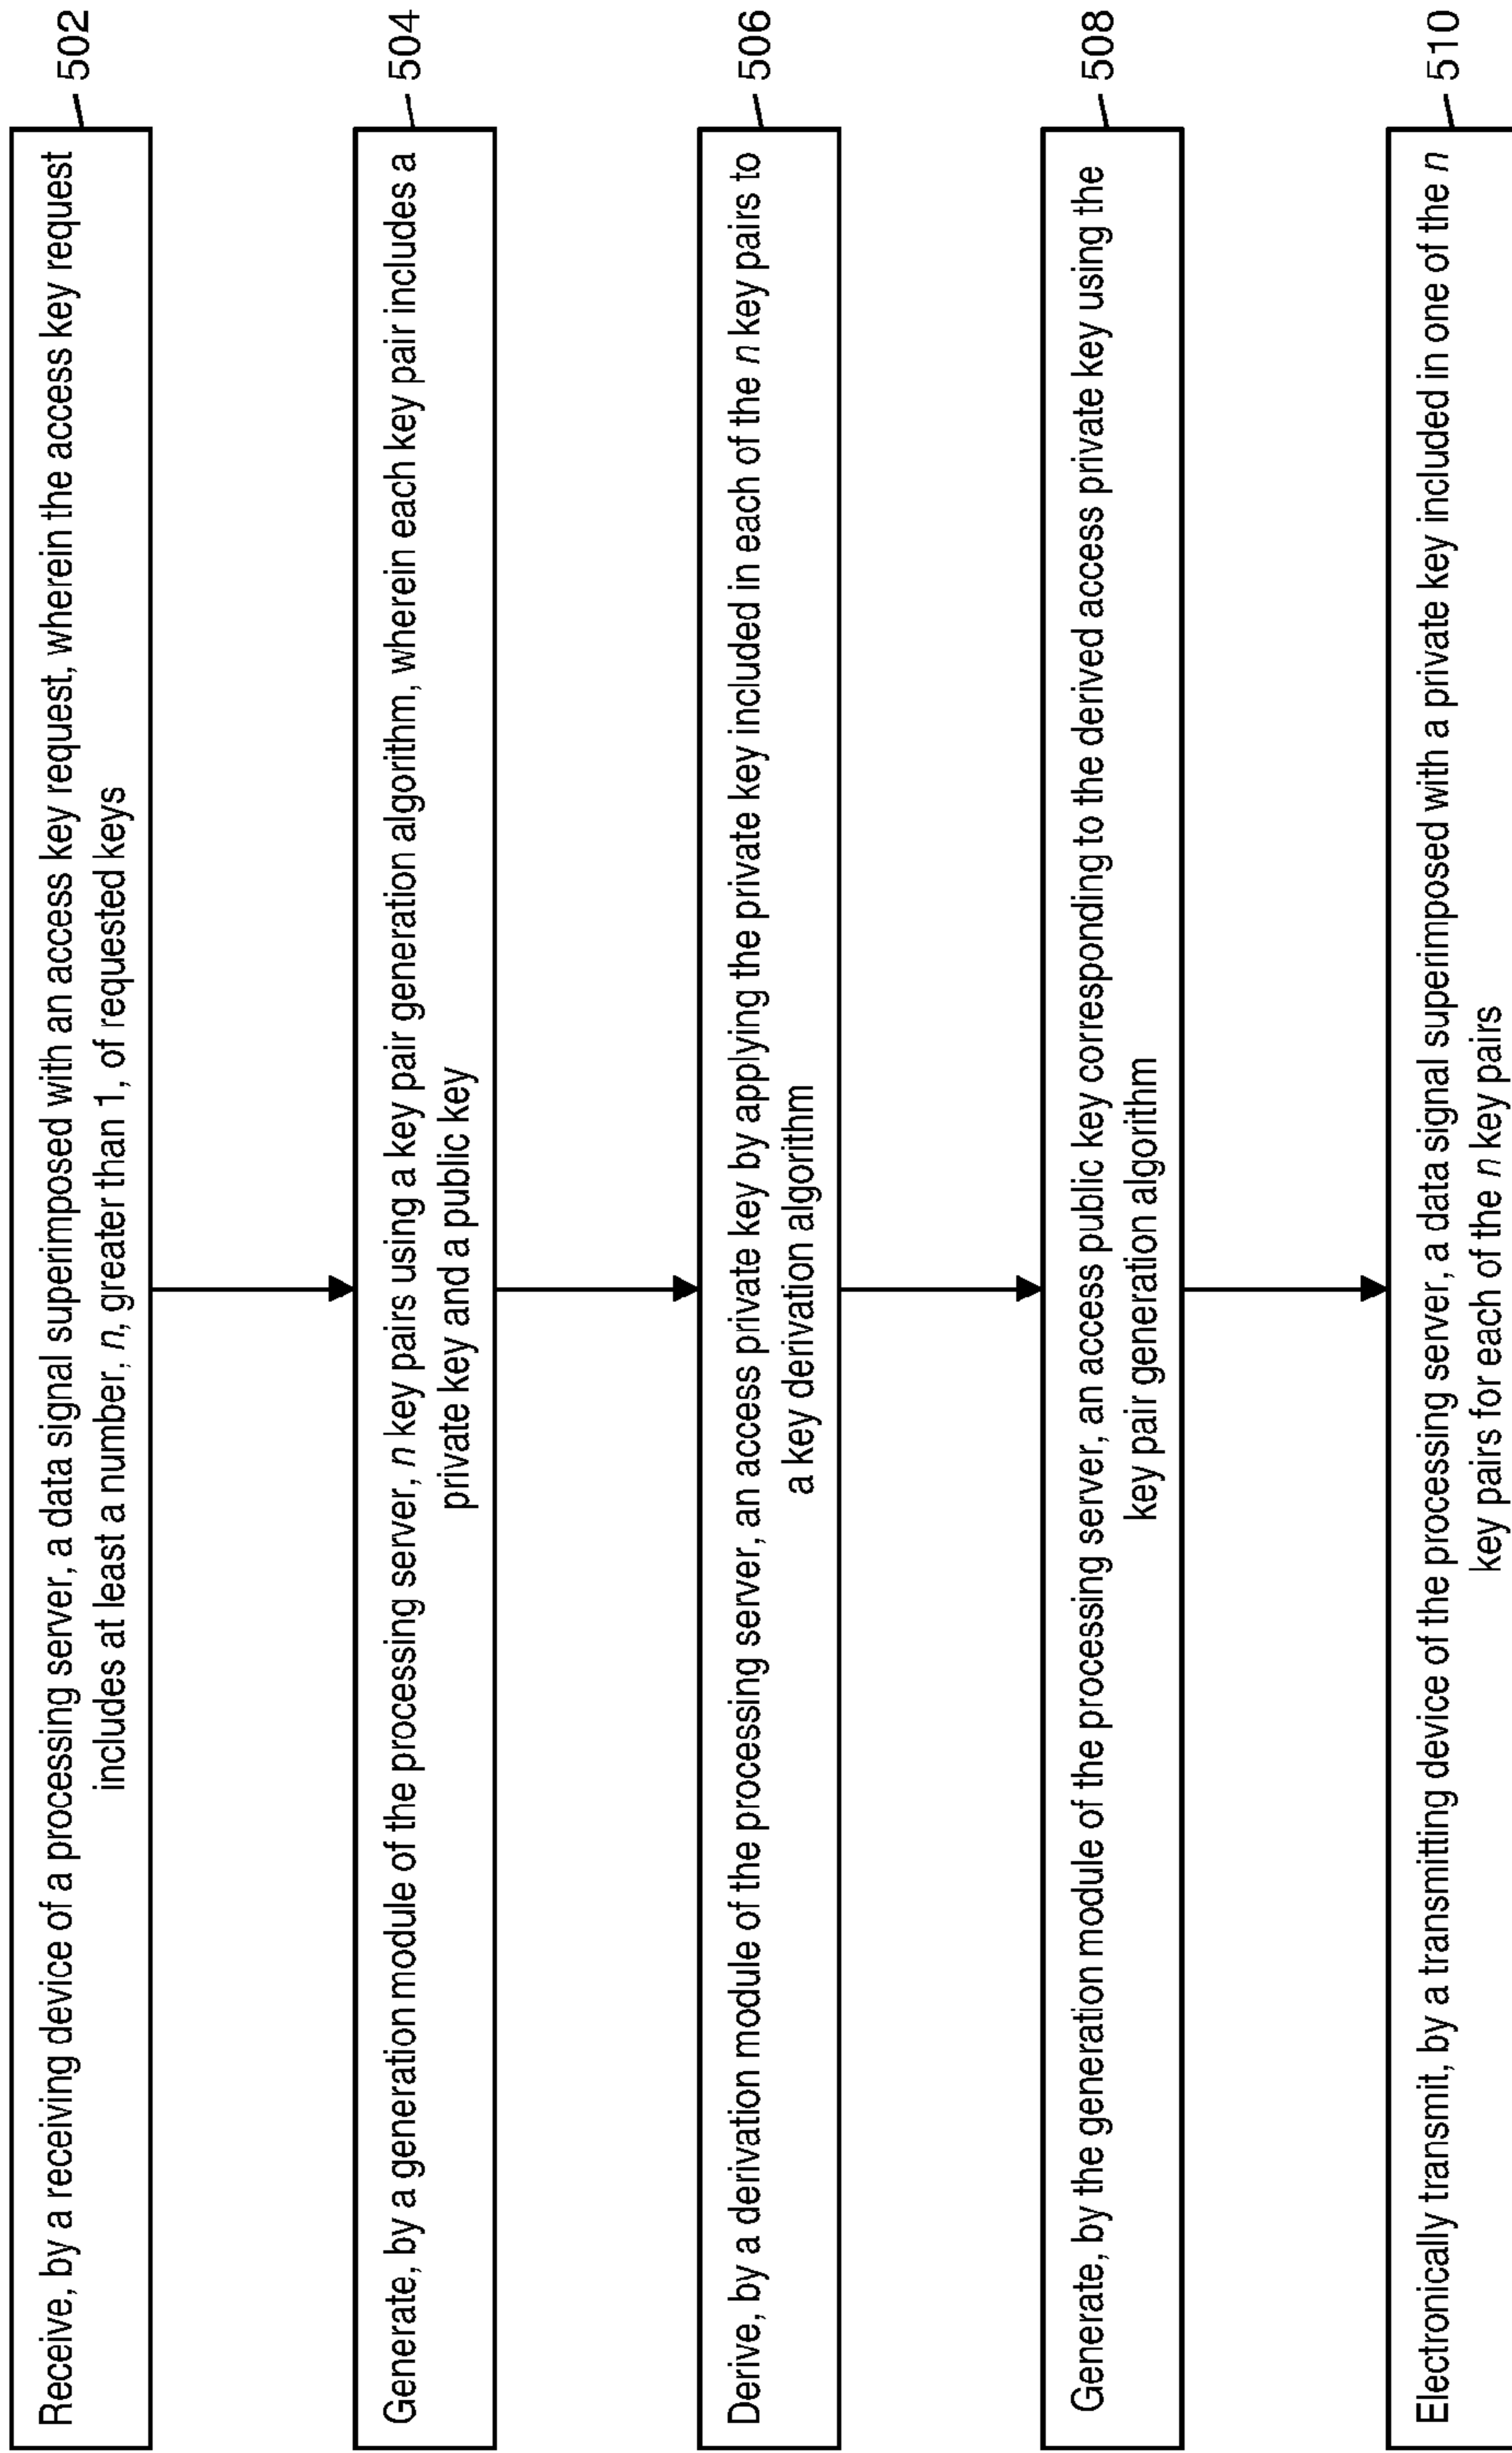 Receive, by a receiving device of a processing server, a data signal superimposed with an access key request, wherein the access key request
includes at least a number, n, greater than 1, of requested keys
502
Generate, by a generation module of the processing server, n key pairs using a key pair generation algorithm, wherein each key pair includes a
private key and a public key
504
Derive, by a derivation module of the processing server, an access private key by applying the private key included in each of the n key pairs to
a key derivation algorithm
506
Generate, by the generation module of the processing server, an access public key corresponding to the derived access private key using the
key pair generation algorithm
508
Electronically transmit, by a transmitting device of the processing server, a data signal superimposed with a private key included in one of the n
key pairs for each of the n key pairs
510